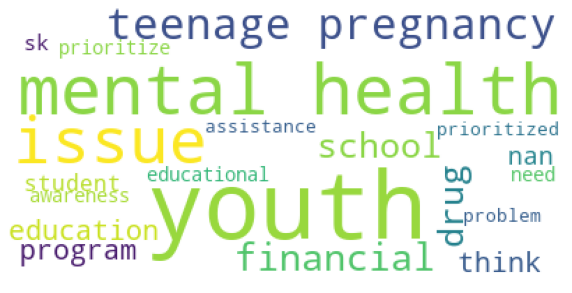 teenage pregnancy
sk prioritize
mental health
issue assistance prioritized
school nan
student educational need
awareness youth drug
education problem
program financial think